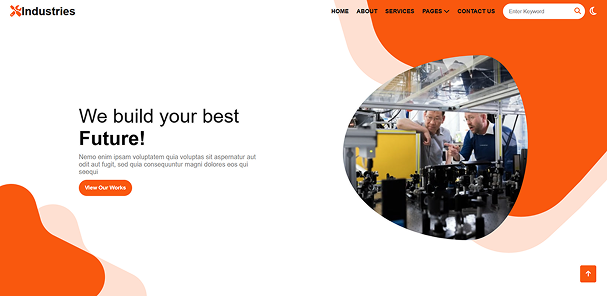 Industries
HOME ABOUT SERVICES PAGES CONTACT US Enter Keyword
We build your best
Future!
Nemo enim ipsam voluptatem quia voluptas sit aspernatur aut
odit aut fugit, sed quia consequuntur magni dolores eos qui
seoqui
View Our Works